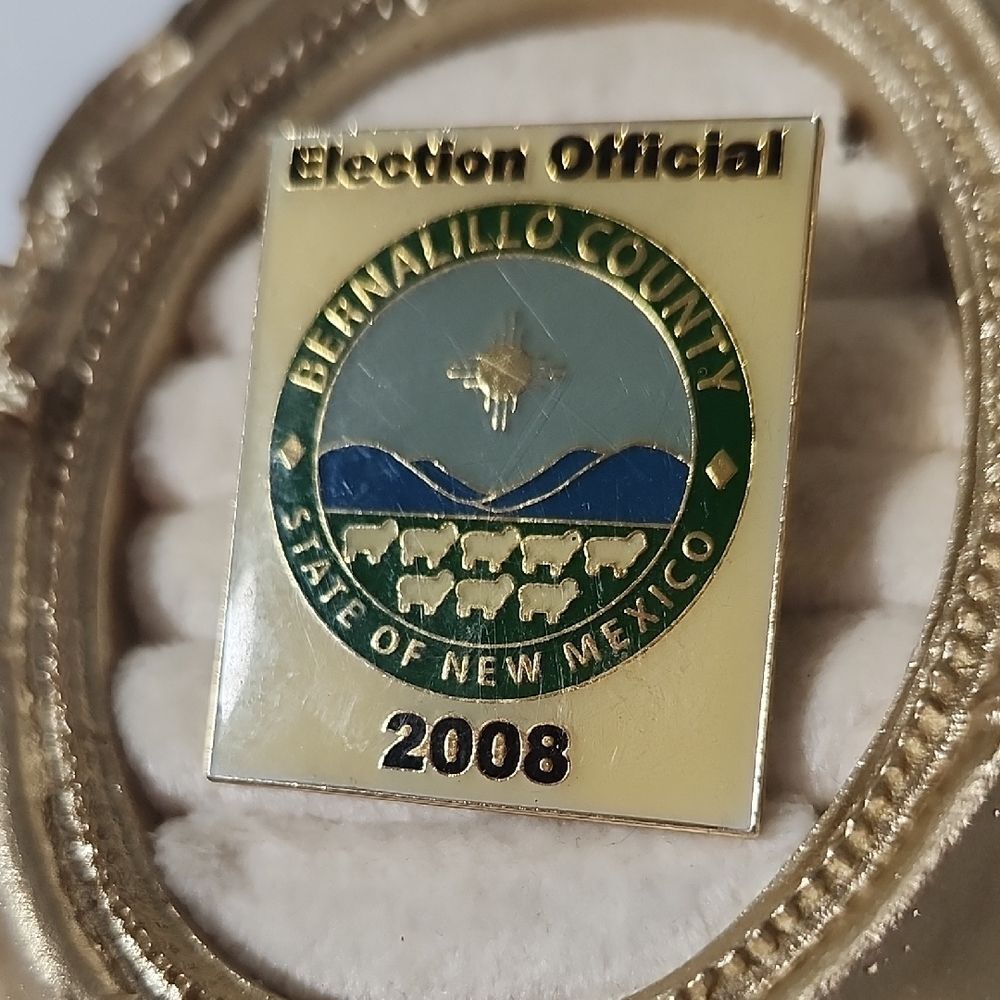 Election Official
BERNALILLO COUNTY
STATE OF NEW MEXICO
2008